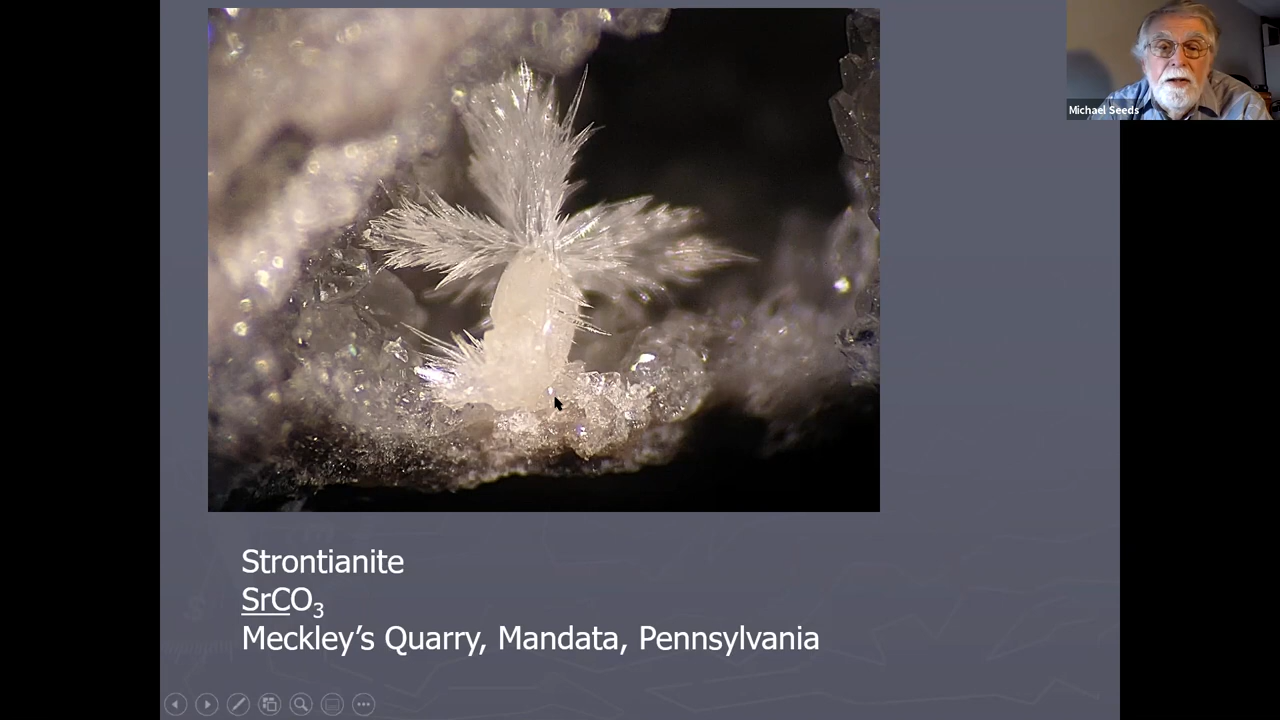 Michael Seeds
Strontianite
SrCO₃
Meckley's Quarry, Mandata, Pennsylvania